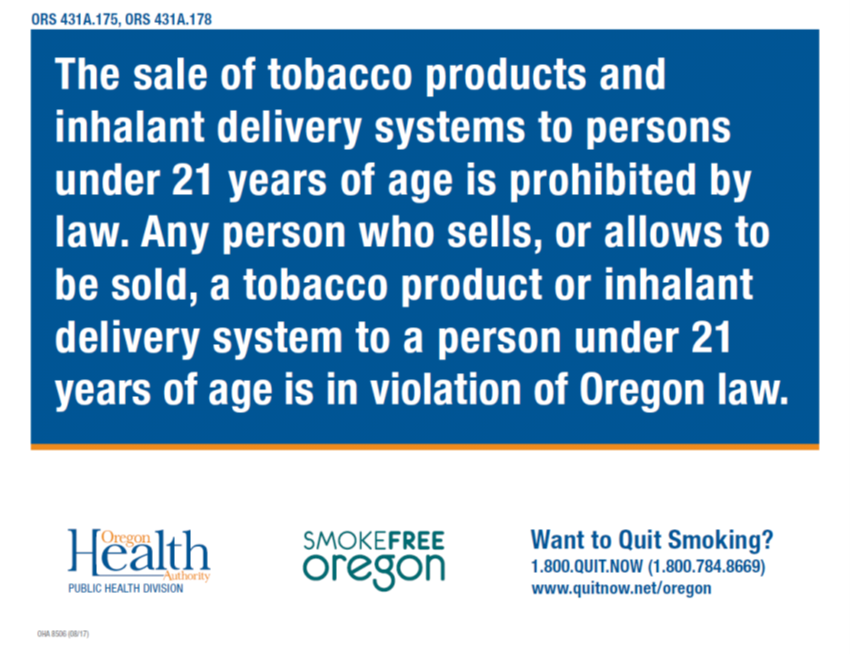 ORS 431A.175, ORS 431A.178
The sale of tobacco products and
inhalant delivery systems to persons
under 21 years of age is prohibited by
law. Any person who sells, or allows to
be sold, a tobacco product or inhalant
delivery system to a person under 21
years of age is in violation of Oregon law.
Oregon
Health
Authority
PUBLIC HEALTH DIVISION
SMOKEFREE
oregon
Want to Quit Smoking?
1.800.QUIT.NOW (1.800.784.8669)
www.quitnow.net/oregon
OHA 8506 (08/17)